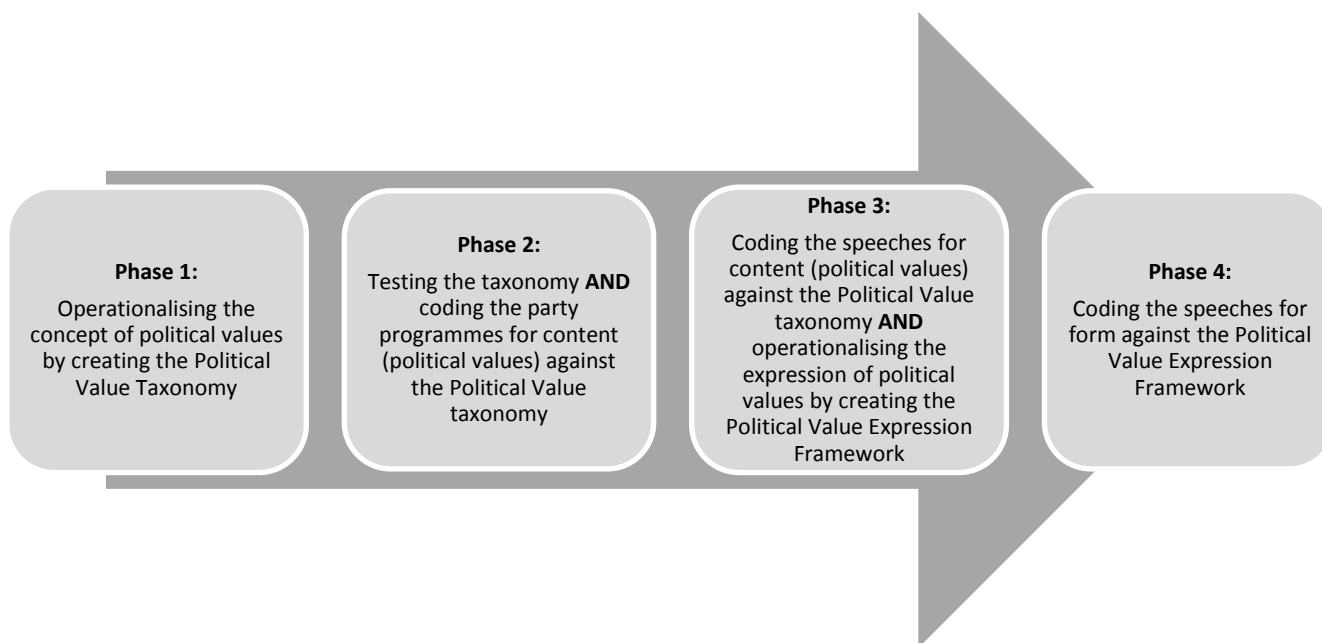 Phase 1:
Operationalising the
concept of political values
by creating the Political
Value Taxonomy
Phase 2:
Testing the taxonomy AND
coding the party
programmes for content
(political values) against
the Political Value
taxonomy
Phase 3:
Coding the speeches for
content (political values)
against the Political Value
taxonomy AND
operationalising the
expression of political
values by creating the
Political Value Expression
Framework
Phase 4:
Coding the speeches for
form against the Political
Value Expression
Framework